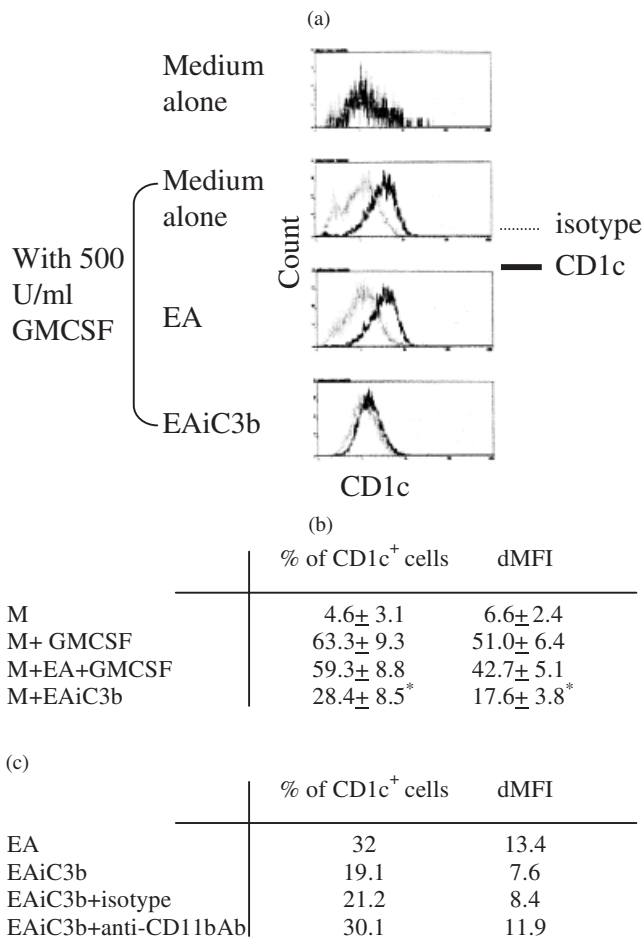 (a)
Medium
alone
Medium
alone
With 500
U/ml
GMCSF
EA
EAiC3b
Count
isotype
CD1c
CD1c
(b)
% of CD1c+ cells dMFI
M 4.6± 3.1 6.6± 2.4
M+ GMCSF 63.3± 9.3 51.0± 6.4
M+EA+GMCSF 59.3± 8.8 42.7± 5.1
M+EAiC3b 28.4± 8.5* 17.6± 3.8*
(c)
% of CD1c+ cells dMFI
EA 32 13.4
EAiC3b 19.1 7.6
EAiC3b+isotype 21.2 8.4
EAiC3b+anti-CD11bAb 30.1 11.9